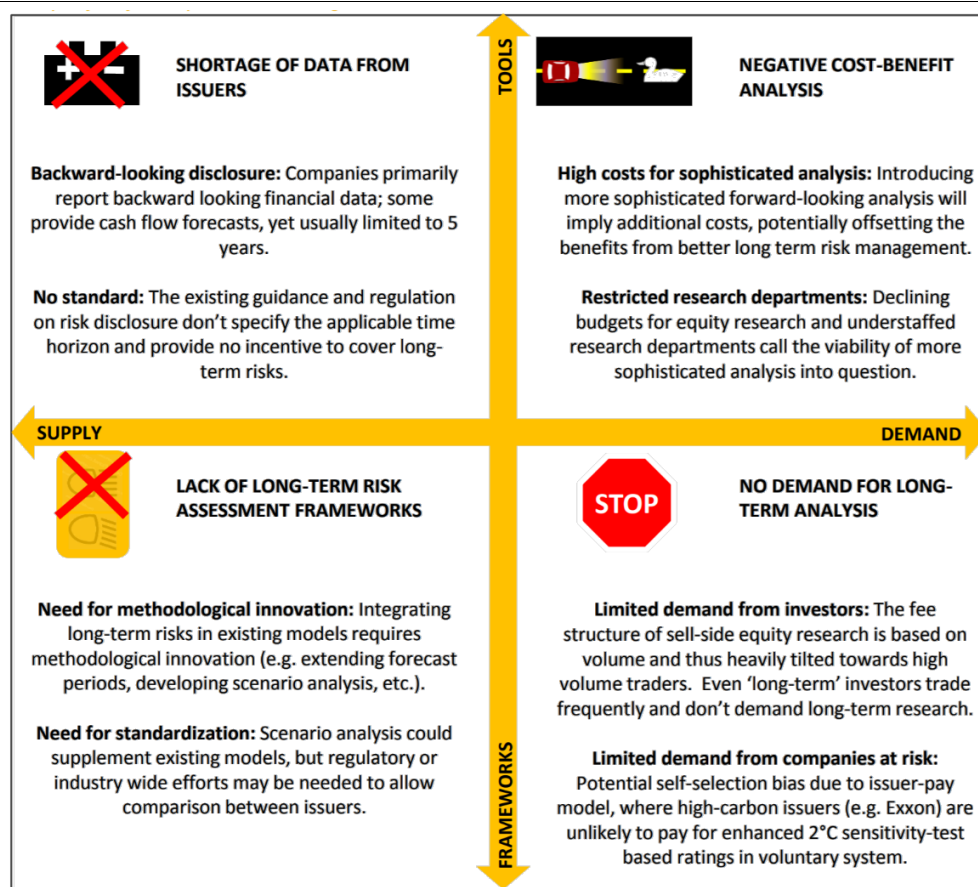 SHORTAGE OF DATA FROM
ISSUERS
Backward-looking disclosure: Companies primarily
report backward looking financial data; some
provide cash flow forecasts, yet usually limited to 5
years.
No standard: The existing guidance and regulation
on risk disclosure don’t specify the applicable time
horizon and provide no incentive to cover long-
term risks.
TOOLS
NEGATIVE COST-BENEFIT
ANALYSIS
High costs for sophisticated analysis: Introducing
more sophisticated forward-looking analysis will
imply additional costs, potentially offsetting the
benefits from better long term risk management.
Restricted research departments: Declining
budgets for equity research and understaffed
research departments call the viability of more
sophisticated analysis into question.
SUPPLY
DEMAND
LACK OF LONG-TERM RISK
ASSESSMENT FRAMEWORKS
Need for methodological innovation: Integrating
long-term risks in existing models requires
methodological innovation (e.g. extending forecast
periods, developing scenario analysis, etc.).
Need for standardization: Scenario analysis could
supplement existing models, but regulatory or
industry wide efforts may be needed to allow
comparison between issuers.
FRAMEWORKS
STOP
NO DEMAND FOR LONG-
TERM ANALYSIS
Limited demand from investors: The fee
structure of sell-side equity research is based on
volume and thus heavily tilted towards high
volume traders.  Even ‘long-term’ investors trade
frequently and don’t demand long-term research.
Limited demand from companies at risk:
Potential self-selection bias due to issuer-pay
model, where high-carbon issuers (e.g. Exxon) are
unlikely to pay for enhanced 2°C sensitivity-test
based ratings in voluntary system.